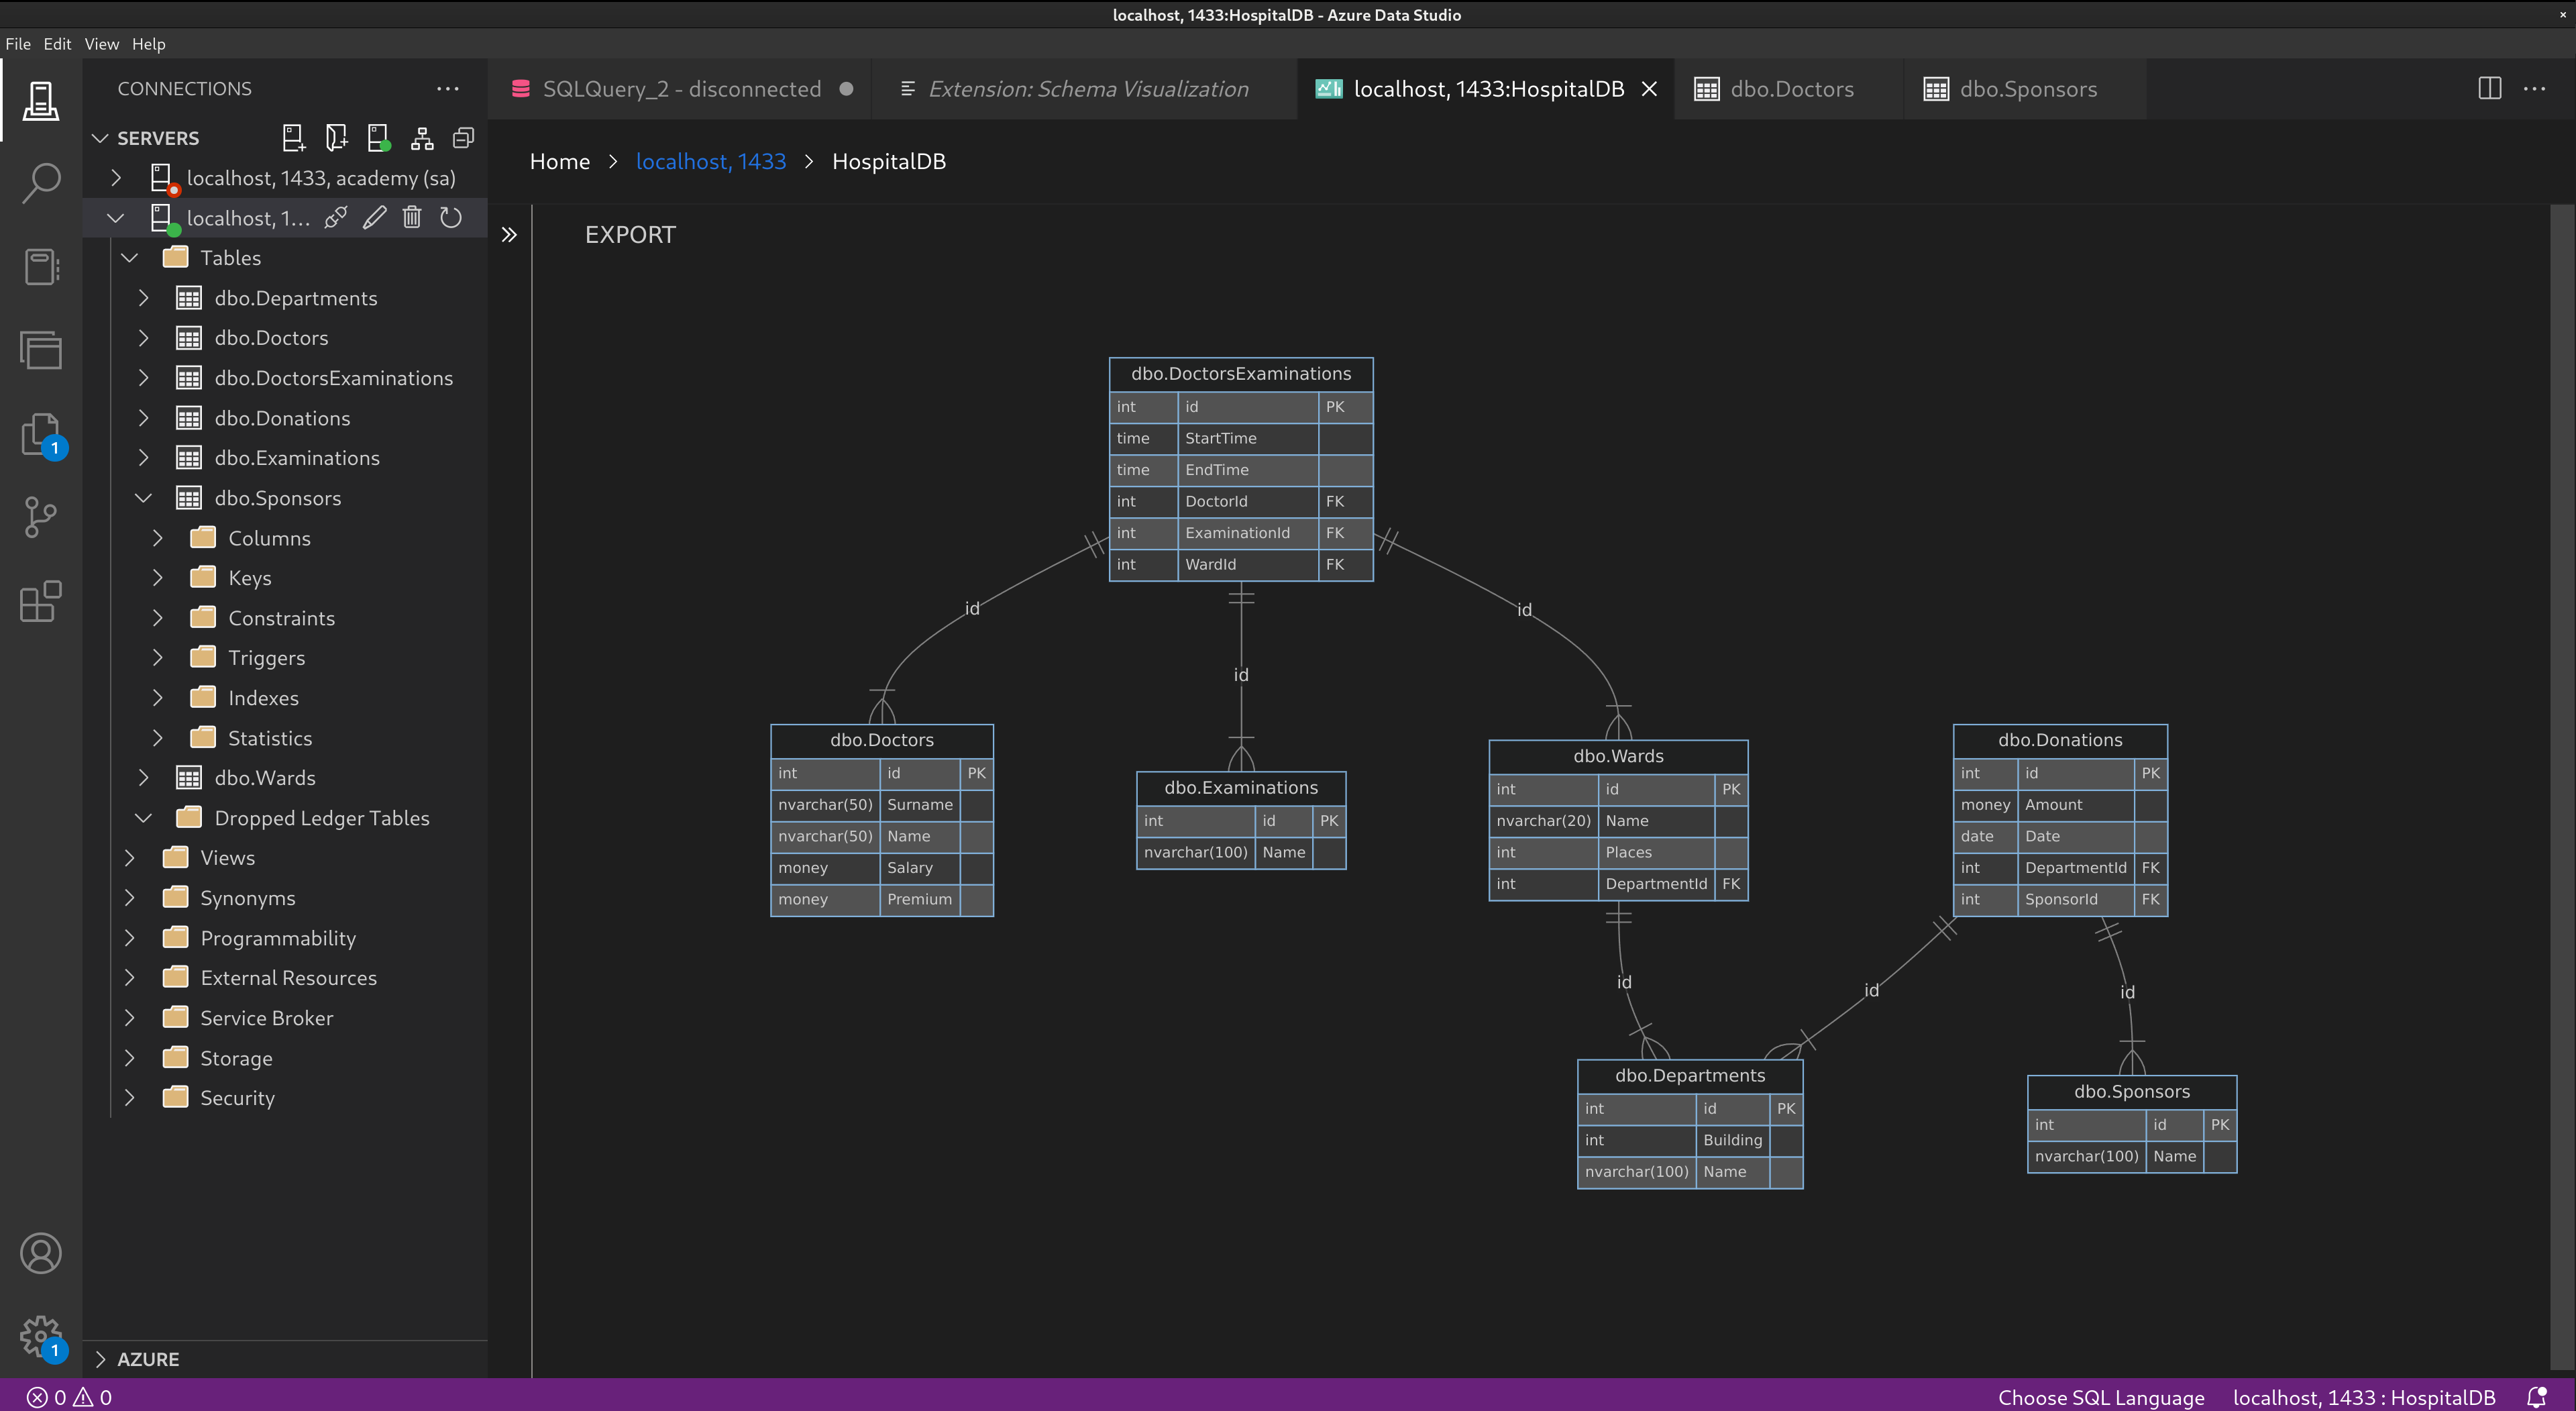 localhost, 1433:HospitalDB - Azure Data Studio
File Edit View Help
CONNECTIONS
SERVERS
localhost, 1433, academy (sa)
localhost, 1...
Tables
dbo.Departments
dbo.Doctors
dbo.DoctorsExaminations
dbo.Donations
dbo.Examinations
dbo.Sponsors
Columns
Keys
Constraints
Triggers
Indexes
Statistics
dbo.Wards
Dropped Ledger Tables
Views
Synonyms
Programmability
External Resources
Service Broker
Storage
Security
AZURE
1
1
SQLQuery_2 - disconnected
Extension: Schema Visualization
localhost, 1433:HospitalDB
dbo.Doctors
dbo.Sponsors
Home > localhost, 1433 > HospitalDB
EXPORT
dbo.DoctorsExaminations
int id PK
time StartTime
time EndTime
int DoctorId FK
int ExaminationId FK
int WardId FK
id
id
id
dbo.Doctors
int id PK
nvarchar(50) Surname
nvarchar(50) Name
money Salary
money Premium
dbo.Examinations
int id PK
nvarchar(100) Name
dbo.Wards
int id PK
nvarchar(20) Name
int Places
int DepartmentId FK
dbo.Donations
int id PK
money Amount
date Date
int DepartmentId FK
int SponsorId FK
id
id
id
dbo.Departments
int id PK
int Building
nvarchar(100) Name
dbo.Sponsors
int id PK
nvarchar(100) Name
0 0
Choose SQL Language
localhost, 1433 : HospitalDB